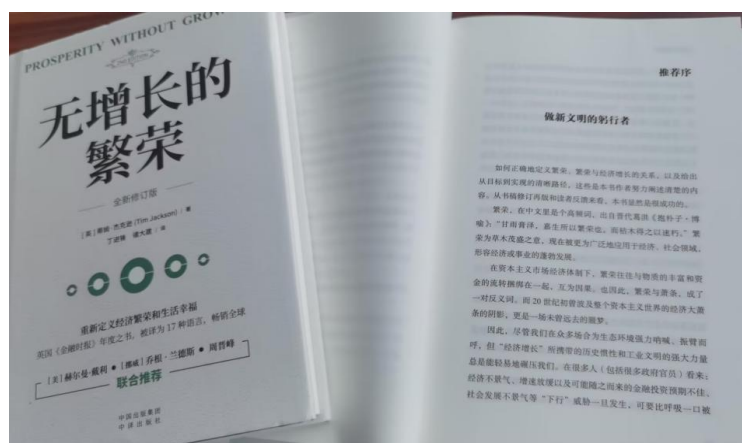 PROSPERITY WITHOUT GROW
无增长的
繁荣
全新修订版
[英] 蒂姆·杰克逊 (Tim Jackson) 著
丁进锋 诸大建 译
重新定义经济繁荣和生活幸福
英国《金融时报》年度之书，被译为 17 种语言，畅销全球
[美] 赫尔曼·戴利 • [挪威] 乔根·兰德斯 • 周晋峰
联合推荐
中国出版集团
中译出版社
推荐序
做新文明的躬行者
如何正确地定义繁荣、繁荣与经济增长的关系，以及给出
从目标到实现的清晰路径，这些是本书作者努力阐述清楚的内
容。从书稿修订再版和读者反馈来看，本书显然是很成功的。
繁荣，在中文里是个高频词，出自晋代葛洪《抱朴子·博
喻》：“甘雨膏泽，嘉生所以繁荣也，而枯木得之以速朽。”繁
荣为草木茂盛之意，现在被更为广泛地应用于经济、社会领域，
形容经济或事业的蓬勃发展。
在资本主义市场经济体制下，繁荣往往与物质的丰富和资
金的流转捆绑在一起，互为因果。也因此，繁荣与萧条，成了
一对反义词。而 20 世纪初曾波及整个资本主义世界的经济大萧
条的阴影，更是一场未曾远去的噩梦。
因此，尽管我们在众多场合为生态环境强力呐喊、振臂而
呼，但“经济增长”所携带的历史惯性和工业文明的强大力量
总是能轻易地碾压我们。在很多人（包括很多政府官员）看来：
经济不景气、增速放缓以及可能随之而来的金融投资预期不佳、
社会发展不景气等“下行”威胁一旦发生，可要比呼吸一口被